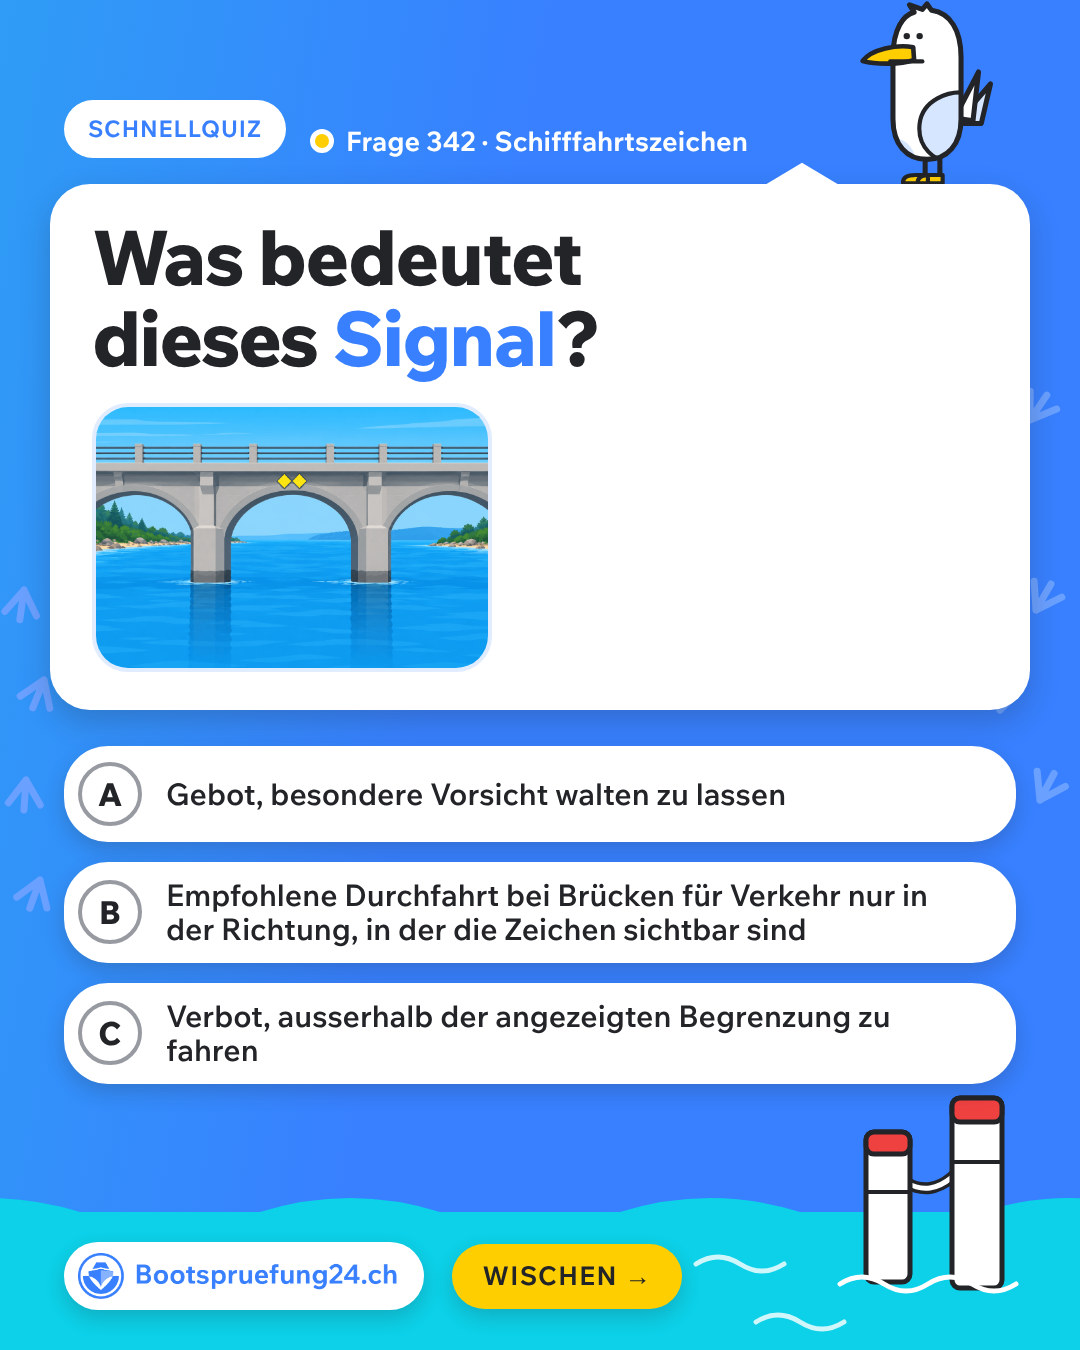 SCHNELLQUIZ
Frage 342 · Schifffahrtszeichen
Was bedeutet
dieses Signal?
A Gebot, besondere Vorsicht walten zu lassen
B Empfohlene Durchfahrt bei Brücken für Verkehr nur in
der Richtung, in der die Zeichen sichtbar sind
C Verbot, ausserhalb der angezeigten Begrenzung zu
fahren
Bootspruefung24.ch
WISCHEN →